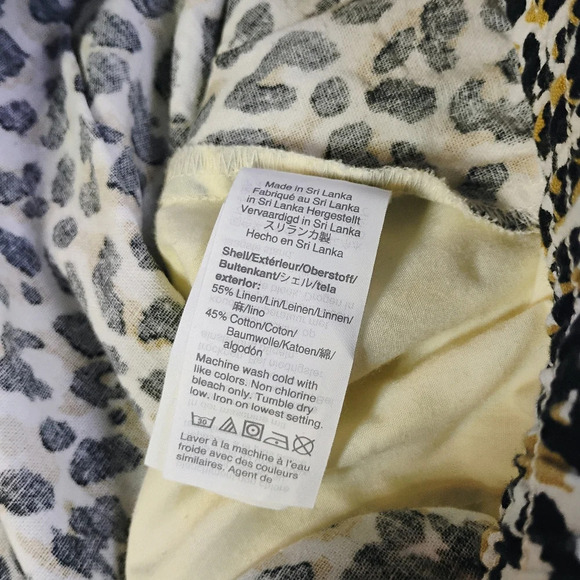 Made in Sri Lanka
Fabriqué au Sri Lanka
in Sri Lanka Hergestellt
Vervaardigd in Sri Lanka
スリランカ製
Hecho en Sri Lanka
Shell/Extérieur/Oberstoff/
Buitenkant/シェル/tela
exterior:
55% Linen/Lin/Leinen/Linnen/
麻/lino
45% Cotton/Coton/
Baumwolle/Katoen/綿/
algodón
Machine wash cold with
like colors. Non chlorine
bleach only. Tumble dry
low. Iron on lowest setting.
30
Laver à la machine à l'eau
froide avec des couleurs
similaires. Agent de